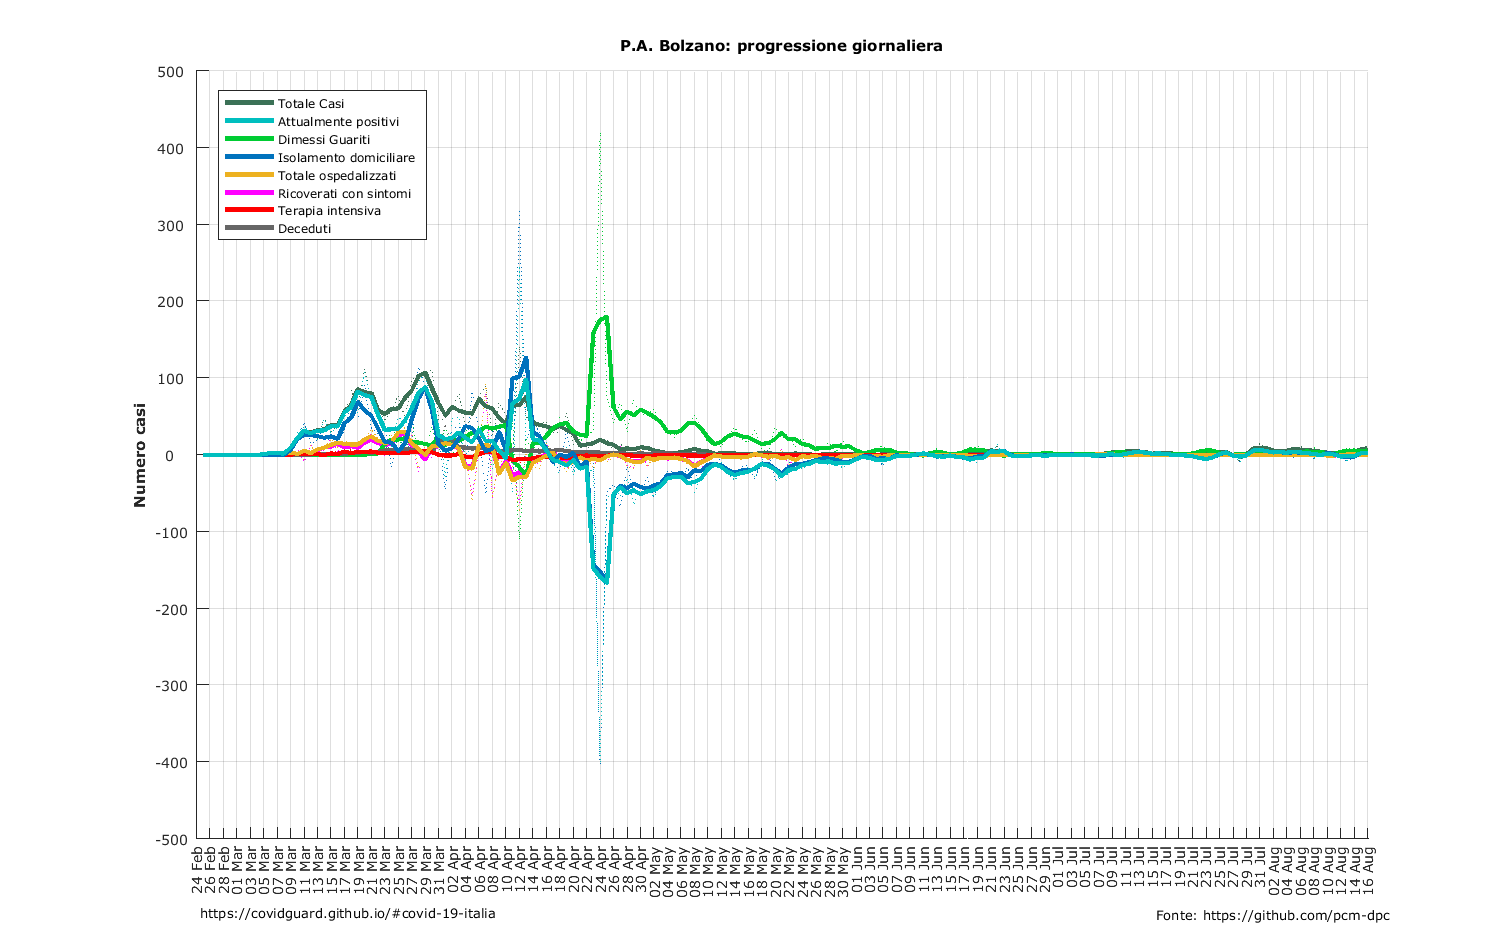 P.A. Bolzano: progressione giornaliera
500
400
300
200
100
0
-100
-200
-300
-400
-500
Numero casi
Totale Casi
Attualmente positivi
Dimessi Guariti
Isolamento domiciliare
Totale ospedalizzati
Ricoverati con sintomi
Terapia intensiva
Deceduti
24 Feb
26 Feb
28 Feb
01 Mar
03 Mar
05 Mar
07 Mar
09 Mar
11 Mar
13 Mar
15 Mar
17 Mar
19 Mar
21 Mar
23 Mar
25 Mar
27 Mar
29 Mar
31 Mar
02 Apr
04 Apr
06 Apr
08 Apr
10 Apr
12 Apr
14 Apr
16 Apr
18 Apr
20 Apr
22 Apr
24 Apr
26 Apr
28 Apr
30 Apr
02 May
04 May
06 May
08 May
10 May
12 May
14 May
16 May
18 May
20 May
22 May
24 May
26 May
28 May
30 May
01 Jun
03 Jun
05 Jun
07 Jun
09 Jun
11 Jun
13 Jun
15 Jun
17 Jun
19 Jun
21 Jun
23 Jun
25 Jun
27 Jun
29 Jun
01 Jul
03 Jul
05 Jul
07 Jul
09 Jul
11 Jul
13 Jul
15 Jul
17 Jul
19 Jul
21 Jul
23 Jul
25 Jul
27 Jul
29 Jul
31 Jul
02 Aug
04 Aug
06 Aug
08 Aug
10 Aug
12 Aug
14 Aug
16 Aug
https://covidguard.github.io/#covid-19-italia
Fonte: https://github.com/pcm-dpc